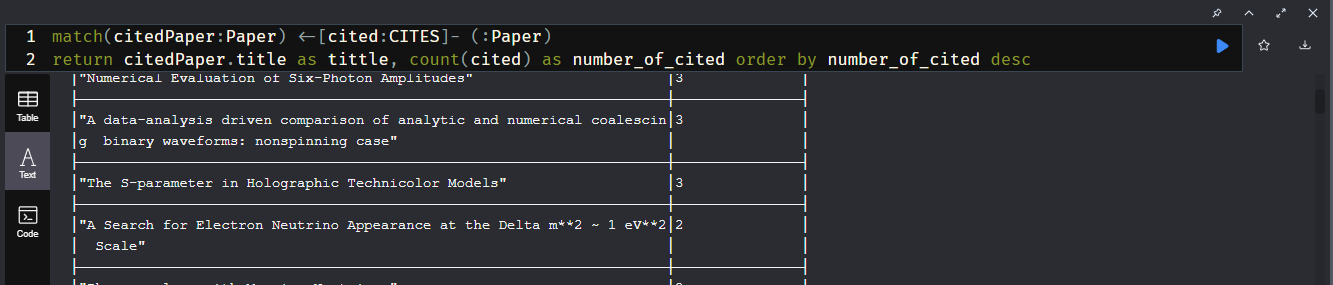 1 match(citedPaper:Paper) <-[cited:CITES]- (:Paper)
2 return citedPaper.title as tittle, count(cited) as number_of_cited order by number_of_cited desc
"Numerical Evaluation of Six-Photon Amplitudes" 3
Table
"A data-analysis driven comparison of analytic and numerical coalescin 3
g  binary waveforms: nonspinning case"
Text
"The S-parameter in Holographic Technicolor Models" 3
Code
"A Search for Electron Neutrino Appearance at the Delta m**2 ~ 1 eV**2 2
Scale"